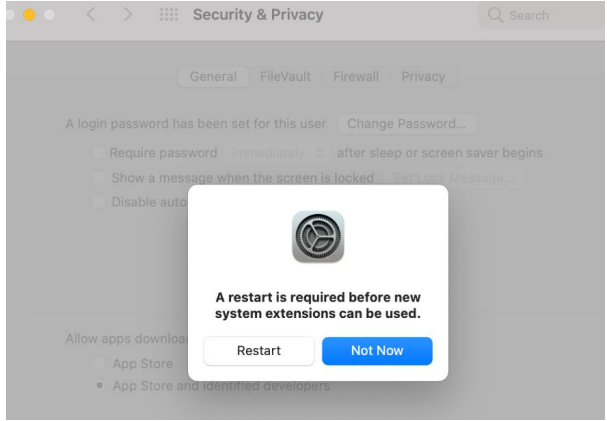 Security & Privacy
Search
General FileVault Firewall Privacy
A login password has been set for this user Change Password...
Require password immediately after sleep or screen saver begins
Show a message when the screen is locked Set Lock Message...
Disable auto
A restart is required before new
system extensions can be used.
Restart Not Now
Allow apps downloa
App Store
App Store and identified developers